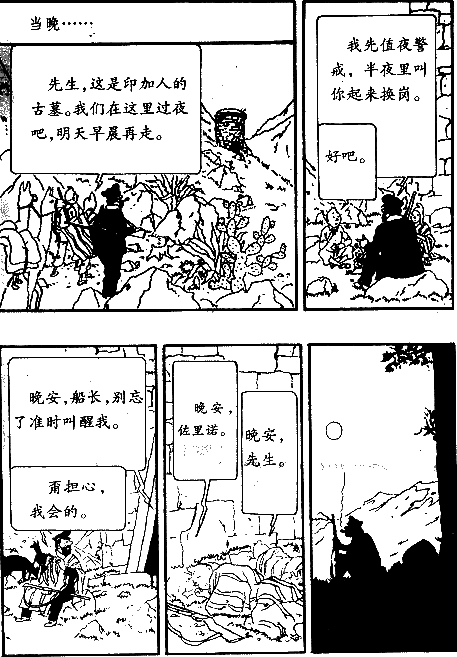 当晚……
先生，这是印加人的
古墓。我们在这里过夜
吧，明天早晨再走。
我先值夜警
戒，半夜里叫
你起来换岗。
好吧。
晚安，船长，别忘
了准时叫醒我。
甭担心，
我会的。
晚安，
佐里诺。
晚安，
先生。